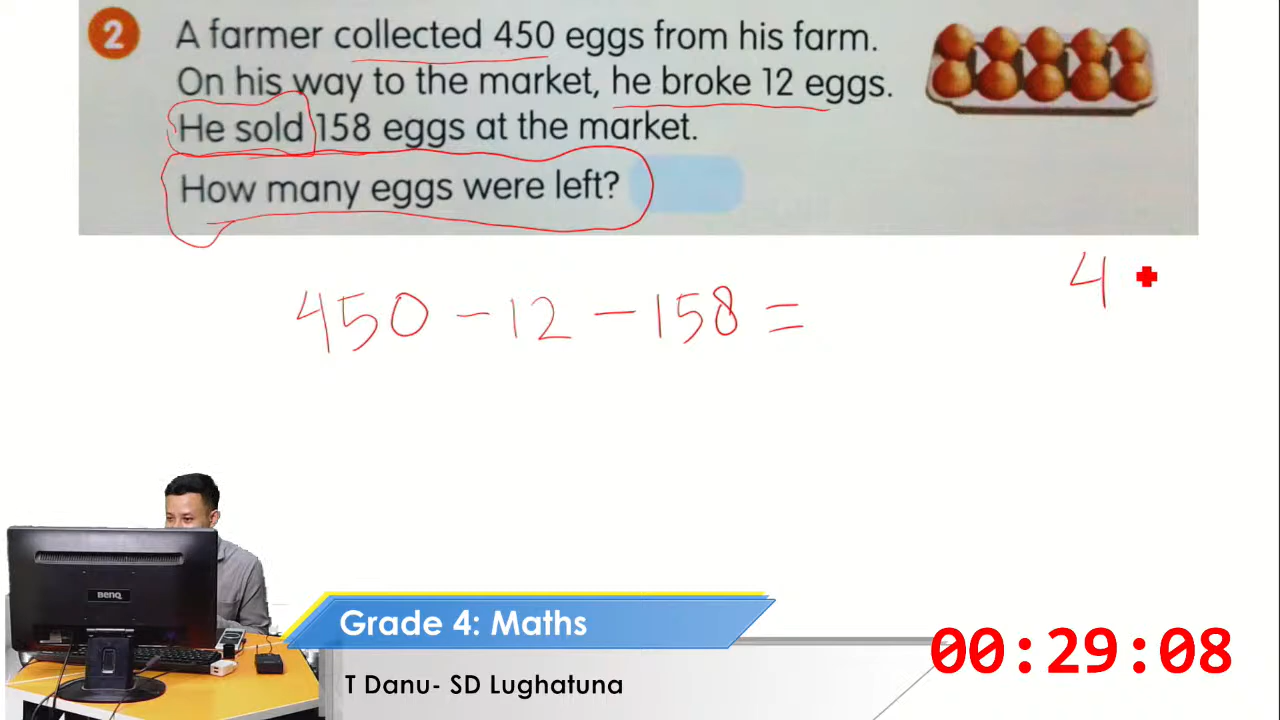 2 A farmer collected 450 eggs from his farm.
On his way to the market, he broke 12 eggs.
He sold 158 eggs at the market.
How many eggs were left?
4
450 - 12 - 158 =
BENQ
Grade 4: Maths
T Danu- SD Lughatuna
00:29:08